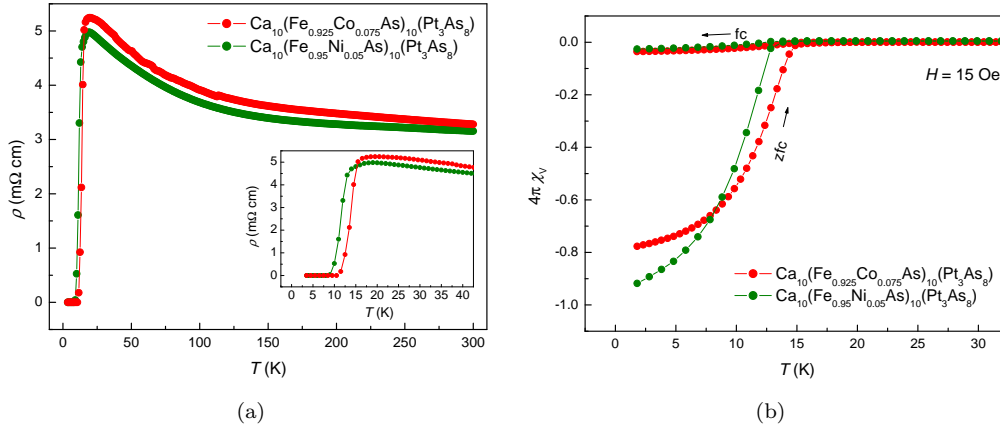 Ca₁₀(Fe₀.₉₂₅Co₀.₀₇₅As)₁₀(Pt₃As₈)
Ca₁₀(Fe₀.₉₅Ni₀.₀₅As)₁₀(Pt₃As₈)
ρ (mΩ cm)
5
4
3
2
1
0
0 50 100 150 200 250 300
T (K)
ρ (mΩ cm)
5
4
3
2
1
0
0 5 10 15 20 25 30 35 40
T (K)
(a)
fc
H = 15 Oe
zfc
4π χᵥ
0.0
-0.2
-0.4
-0.6
-0.8
-1.0
Ca₁₀(Fe₀.₉₂₅Co₀.₀₇₅As)₁₀(Pt₃As₈)
Ca₁₀(Fe₀.₉₅Ni₀.₀₅As)₁₀(Pt₃As₈)
0 5 10 15 20 25 30
T (K)
(b)